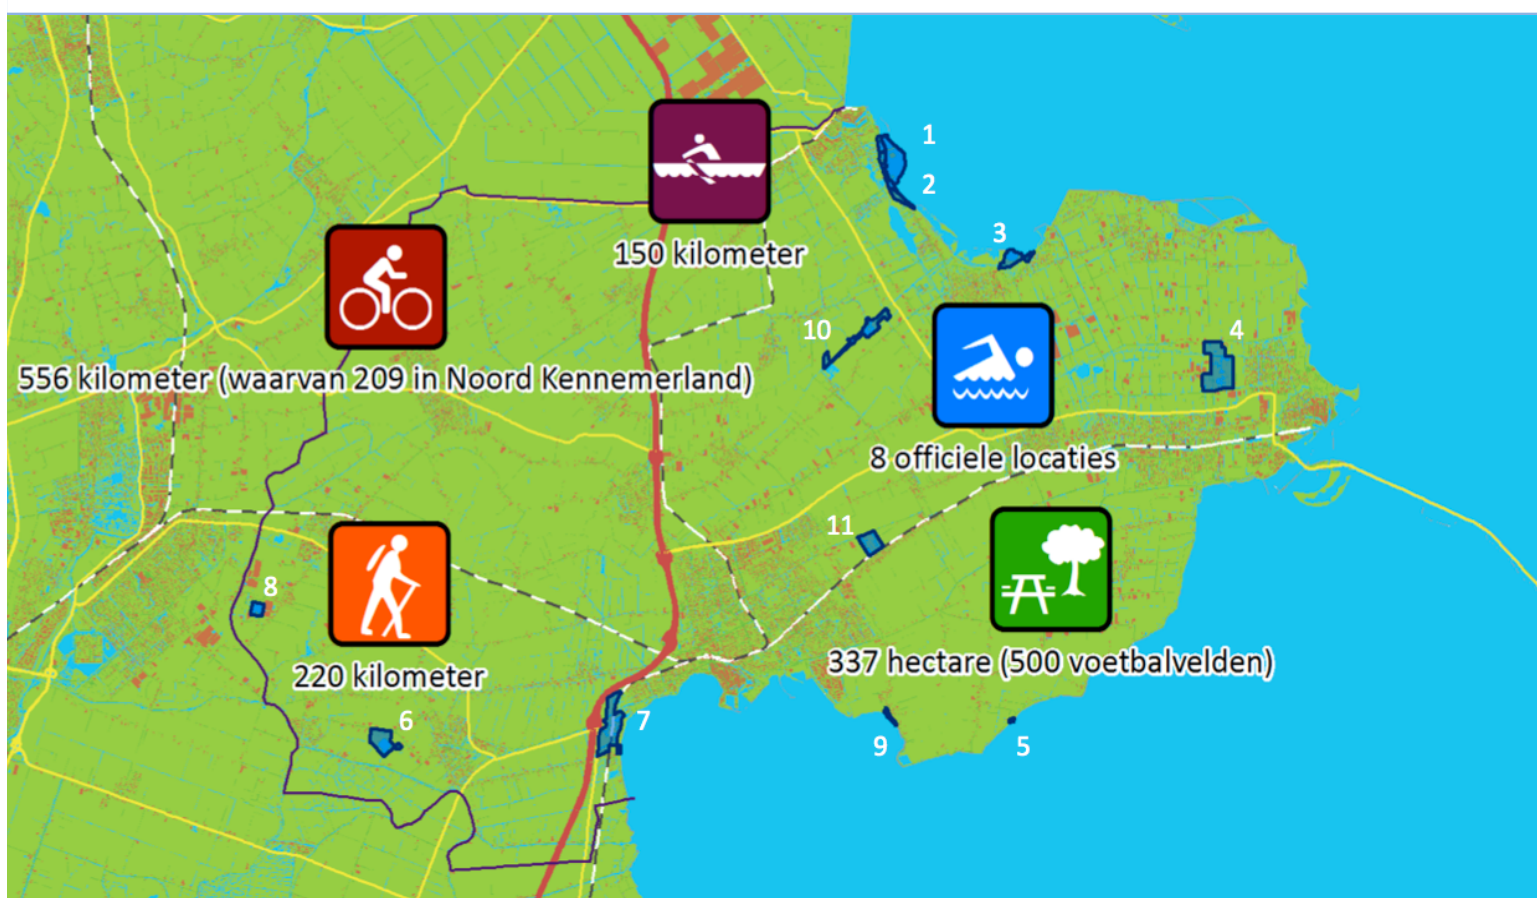 1
2
3
150 kilometer
10
4
556 kilometer (waarvan 209 in Noord Kennemerland)
8 officiele locaties
11
8
220 kilometer
337 hectare (500 voetbalvelden)
6
7
9
5